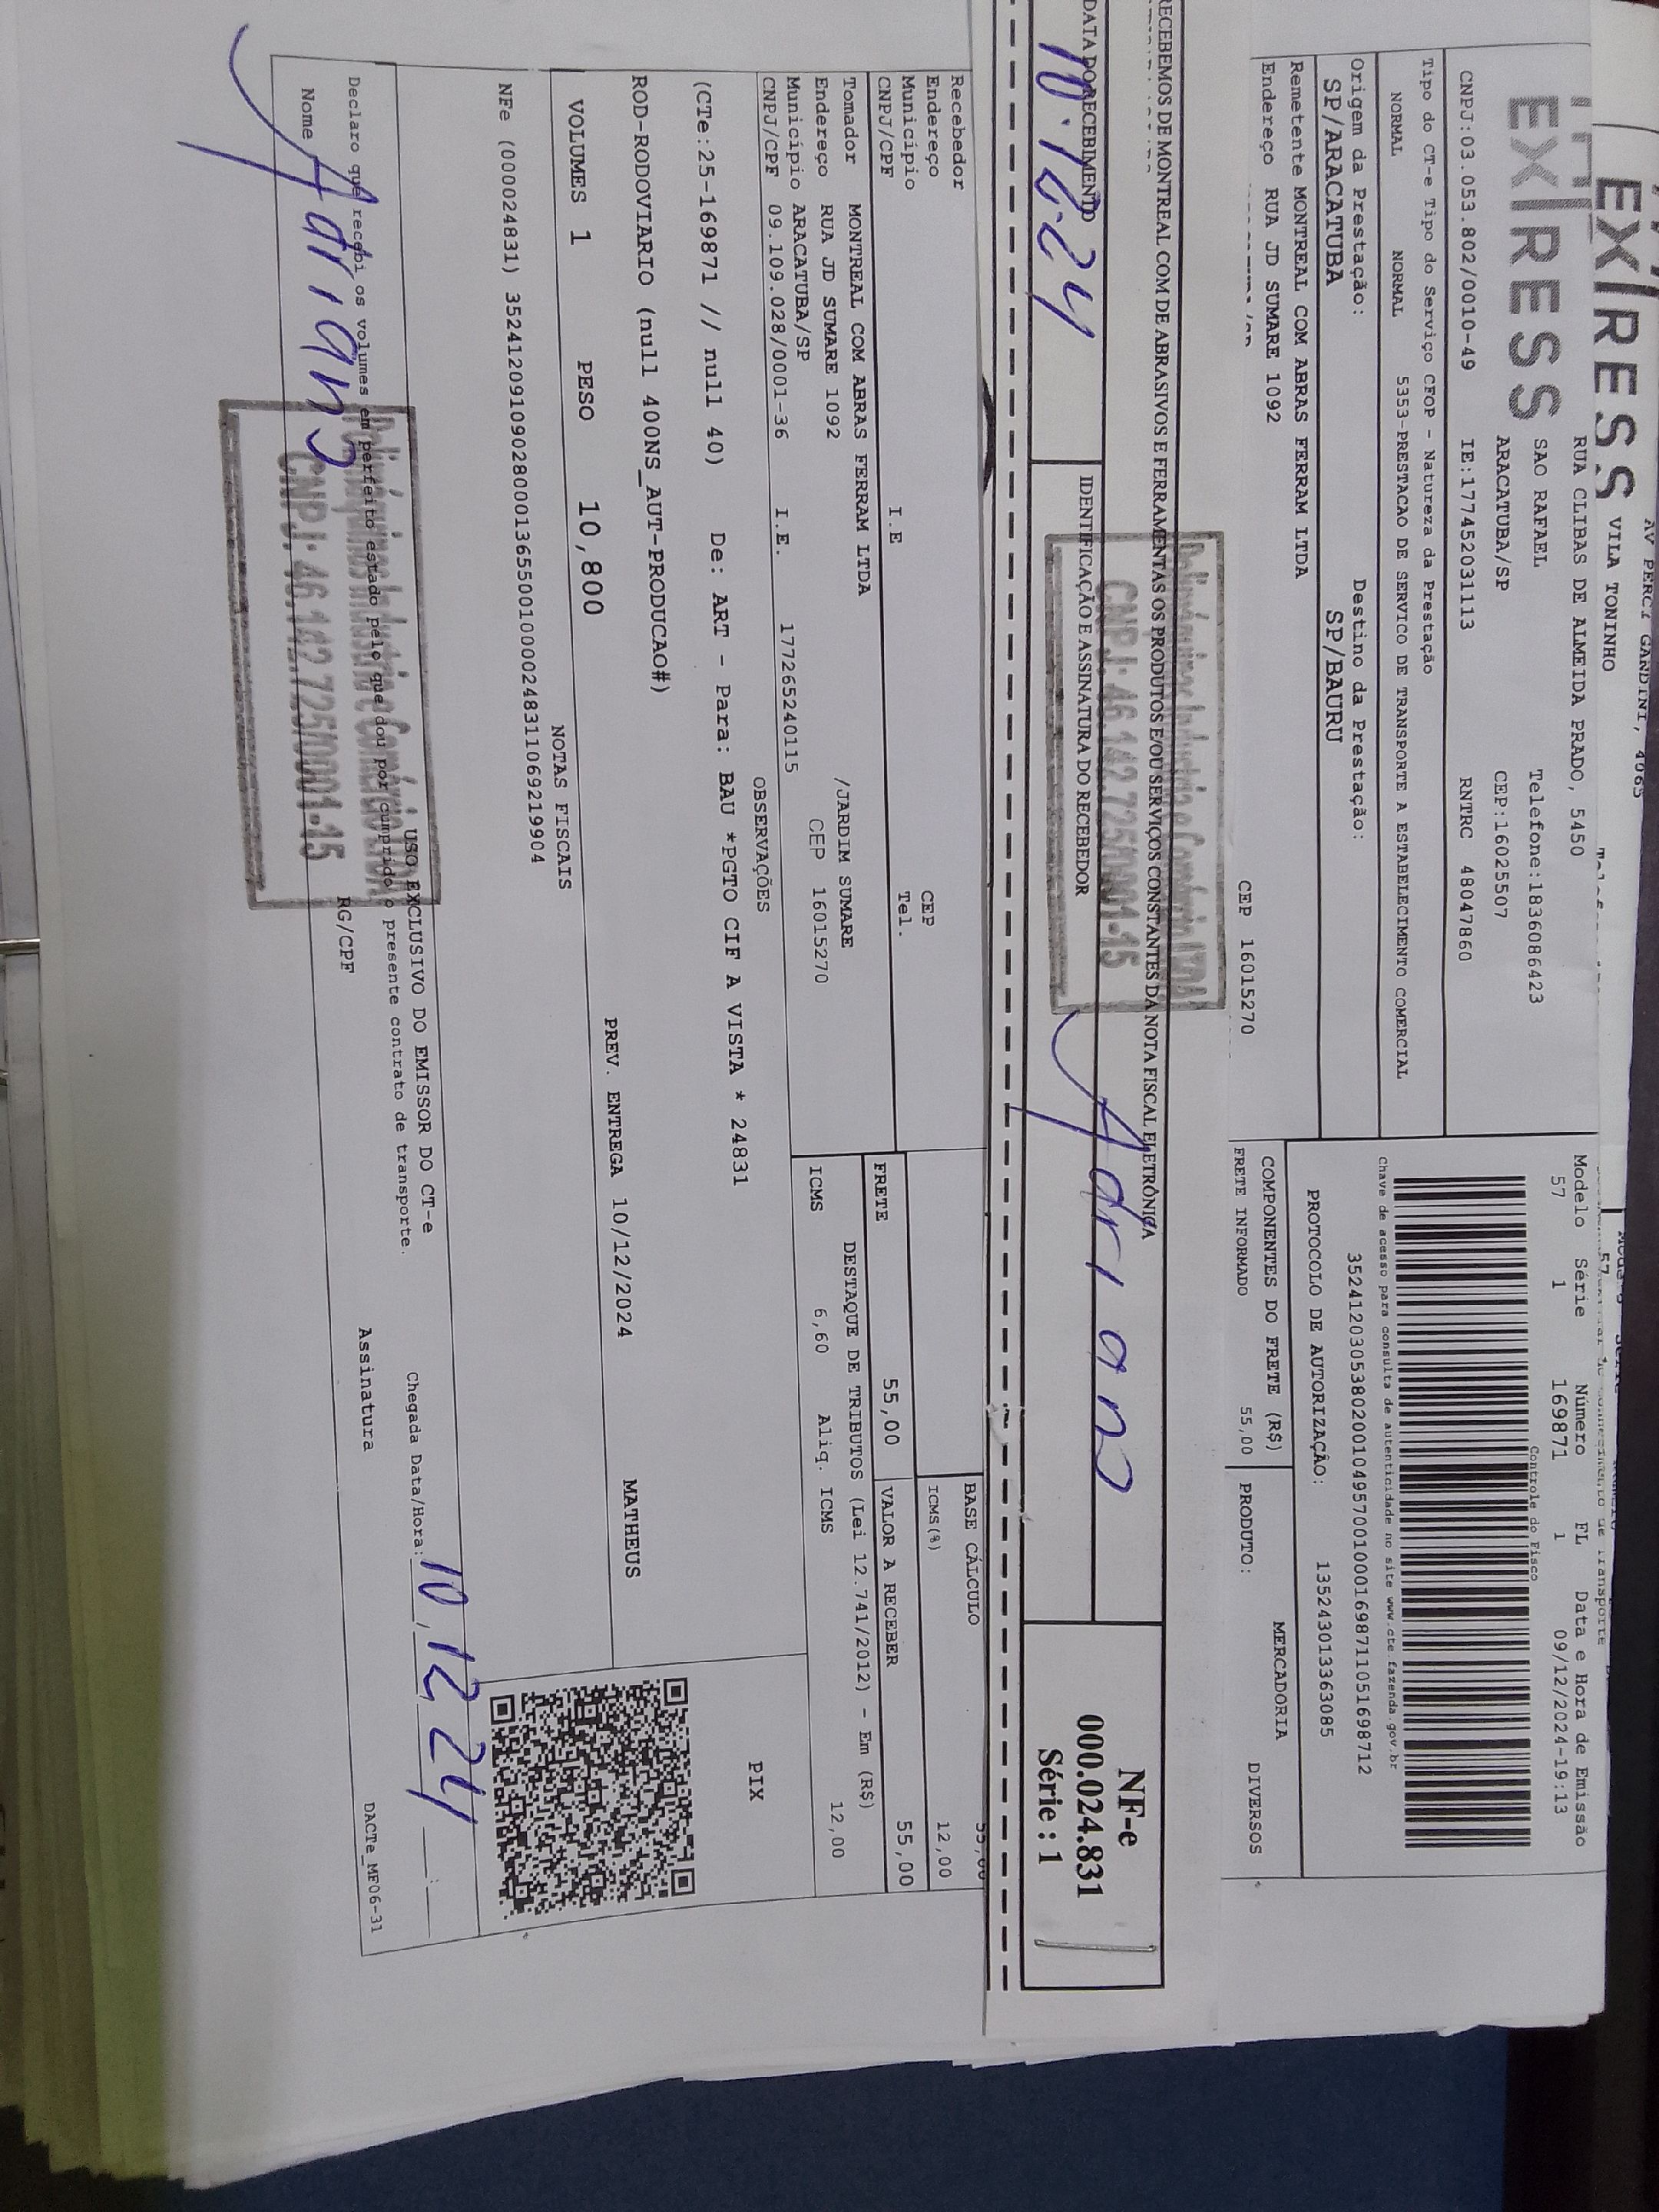 AV PERCI GANDINI, 4065
VILA TONINHO
RUA CLIBAS DE ALMEIDA PRADO, 5450
SAO RAFAEL
Telefone:1836086423
ARACATUBA/SP
CEP:16025507
CNPJ:03.053.802/0010-49
IE:177452031113
RNTRC 48047860
Modelo Série Número FL Data e Hora de Emissão
57 1 169871 1 09/12/2024-19:13
Controle do Fisco
Tipo do CT-e Tipo do Serviço CFOP - Natureza da Prestação
NORMAL NORMAL 5353-PRESTACAO DE SERVICO DE TRANSPORTE A ESTABELECIMENTO COMERCIAL
Chave de acesso para consulta de autenticidade no site www.cte.fazenda.gov.br
35241203053802001049570010001698711051698712
Origem da Prestação:
SP/ARACATUBA
Destino da Prestação:
SP/BAURU
PROTOCOLO DE AUTORIZAÇÃO:
135243013363085
Remetente MONTREAL COM ABRAS FERRAM LTDA
Endereço RUA JD SUMARE 1092
CEP 16015270
COMPONENTES DO FRETE (R$)
FRETE INFORMADO 55,00
PRODUTO:
MERCADORIA
DIVERSOS
RECEBEMOS DE MONTREAL COM DE ABRASIVOS E FERRAMENTAS OS PRODUTOS E/OU SERVIÇOS CONSTANTES DA NOTA FISCAL ELETRÔNICA
DATA DO RECEBIMENTO
10.12.24
IDENTIFICAÇÃO E ASSINATURA DO RECEBEDOR
CNPJ: 46.142.725/0001-15
Adriano
NF-e
000.024.831
Série : 1
Recebedor
Endereço
CEP
Município
Tel.
CNPJ/CPF
I.E
BASE CÁLCULO
55,00
ICMS(%)
12,00
FRETE
55,00
VALOR A RECEBER
55,00
Tomador MONTREAL COM ABRAS FERRAM LTDA
Endereço RUA JD SUMARE 1092
/JARDIM SUMARE
Município ARACATUBA/SP
CEP 16015270
CNPJ/CPF 09.109.028/0001-36
I.E. 177265240115
DESTAQUE DE TRIBUTOS (Lei 12.741/2012) - Em (R$)
ICMS 6,60 Aliq. ICMS 12,00
OBSERVAÇÕES
PIX
(CTe:25-169871 // null 40) De: ART - Para: BAU *PGTO CIF A VISTA * 24831
ROD-RODOVIARIO (null 400NS_AUT-PRODUCAO#)
VOLUMES 1
PESO 10,800
PREV. ENTREGA 10/12/2024
MATHEUS
NOTAS FISCAIS
NFe (000024831) 35241209109028000136550010000248311069219904
USO EXCLUSIVO DO EMISSOR DO CT-e
Declaro que recebi os volumes em perfeito estado pelo que dou por cumprido o presente contrato de transporte.
Chegada Data/Hora:
10, 12 24
Nome
Adriano
CNPJ: 46.142.725/0001-15
RG/CPF
Assinatura
DACTe_MF06-31